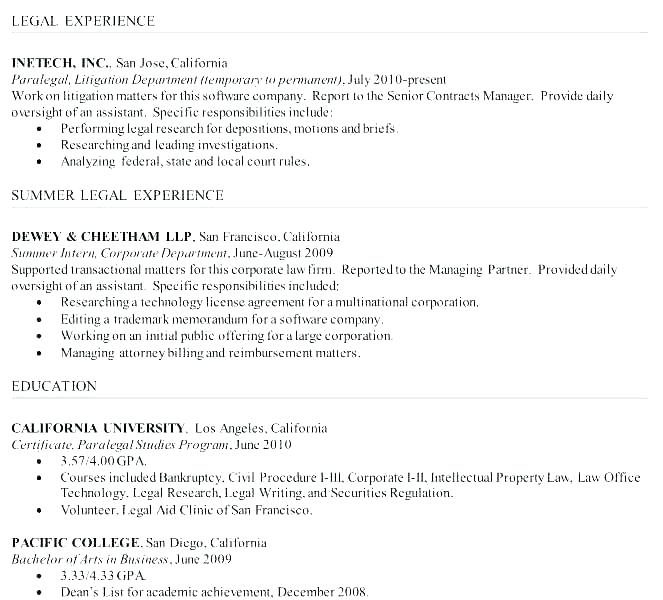 LEGAL EXPERIENCE
INETECH, INC., San Jose, California
Paralegal, Litigation Department (temporary to permanent), July 2010-present
Work on litigation matters for this software company. Report to the Senior Contracts Manager. Provide daily
oversight of an assistant. Specific responsibilities include:
• Performing legal research for depositions, motions and briefs.
• Researching and leading investigations.
• Analyzing federal, state and local court rules.
SUMMER LEGAL EXPERIENCE
DEWEY & CHEETHAM LLP, San Francisco, California
Summer Intern, Corporate Department, June-August 2009
Supported transactional matters for this corporate law firm. Reported to the Managing Partner. Provided daily
oversight of an assistant. Specific responsibilities included:
• Researching a technology license agreement for a multinational corporation.
• Editing a trademark memorandum for a software company.
• Working on an initial public offering for a large corporation.
• Managing attorney billing and reimbursement matters.
EDUCATION
CALIFORNIA UNIVERSITY, Los Angeles, California
Certificate, Paralegal Studies Program, June 2010
• 3.57/4.00 GPA.
• Courses included Bankruptcy, Civil Procedure I-III, Corporate I-II, Intellectual Property Law, Law Office
Technology, Legal Research, Legal Writing, and Securities Regulation.
• Volunteer, Legal Aid Clinic of San Francisco.
PACIFIC COLLEGE, San Diego, California
Bachelor of Arts in Business, June 2009
• 3.33/4.33 GPA.
• Dean's List for academic achievement, December 2008.